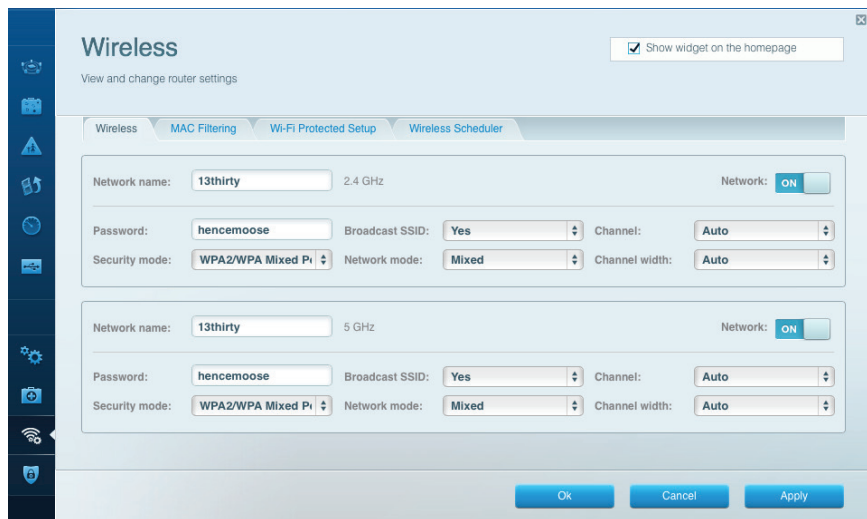 Wireless
Show widget on the homepage
View and change router settings
Wireless MAC Filtering Wi-Fi Protected Setup Wireless Scheduler
Network name: 13thirty 2.4 GHz Network: ON
Password: hencemoose Broadcast SSID: Yes Channel: Auto
Security mode: WPA2/WPA Mixed Network mode: Mixed Channel width: Auto
Network name: 13thirty 5 GHz Network: ON
Password: hencemoose Broadcast SSID: Yes Channel: Auto
Security mode: WPA2/WPA Mixed Network mode: Mixed Channel width: Auto
Ok Cancel Apply